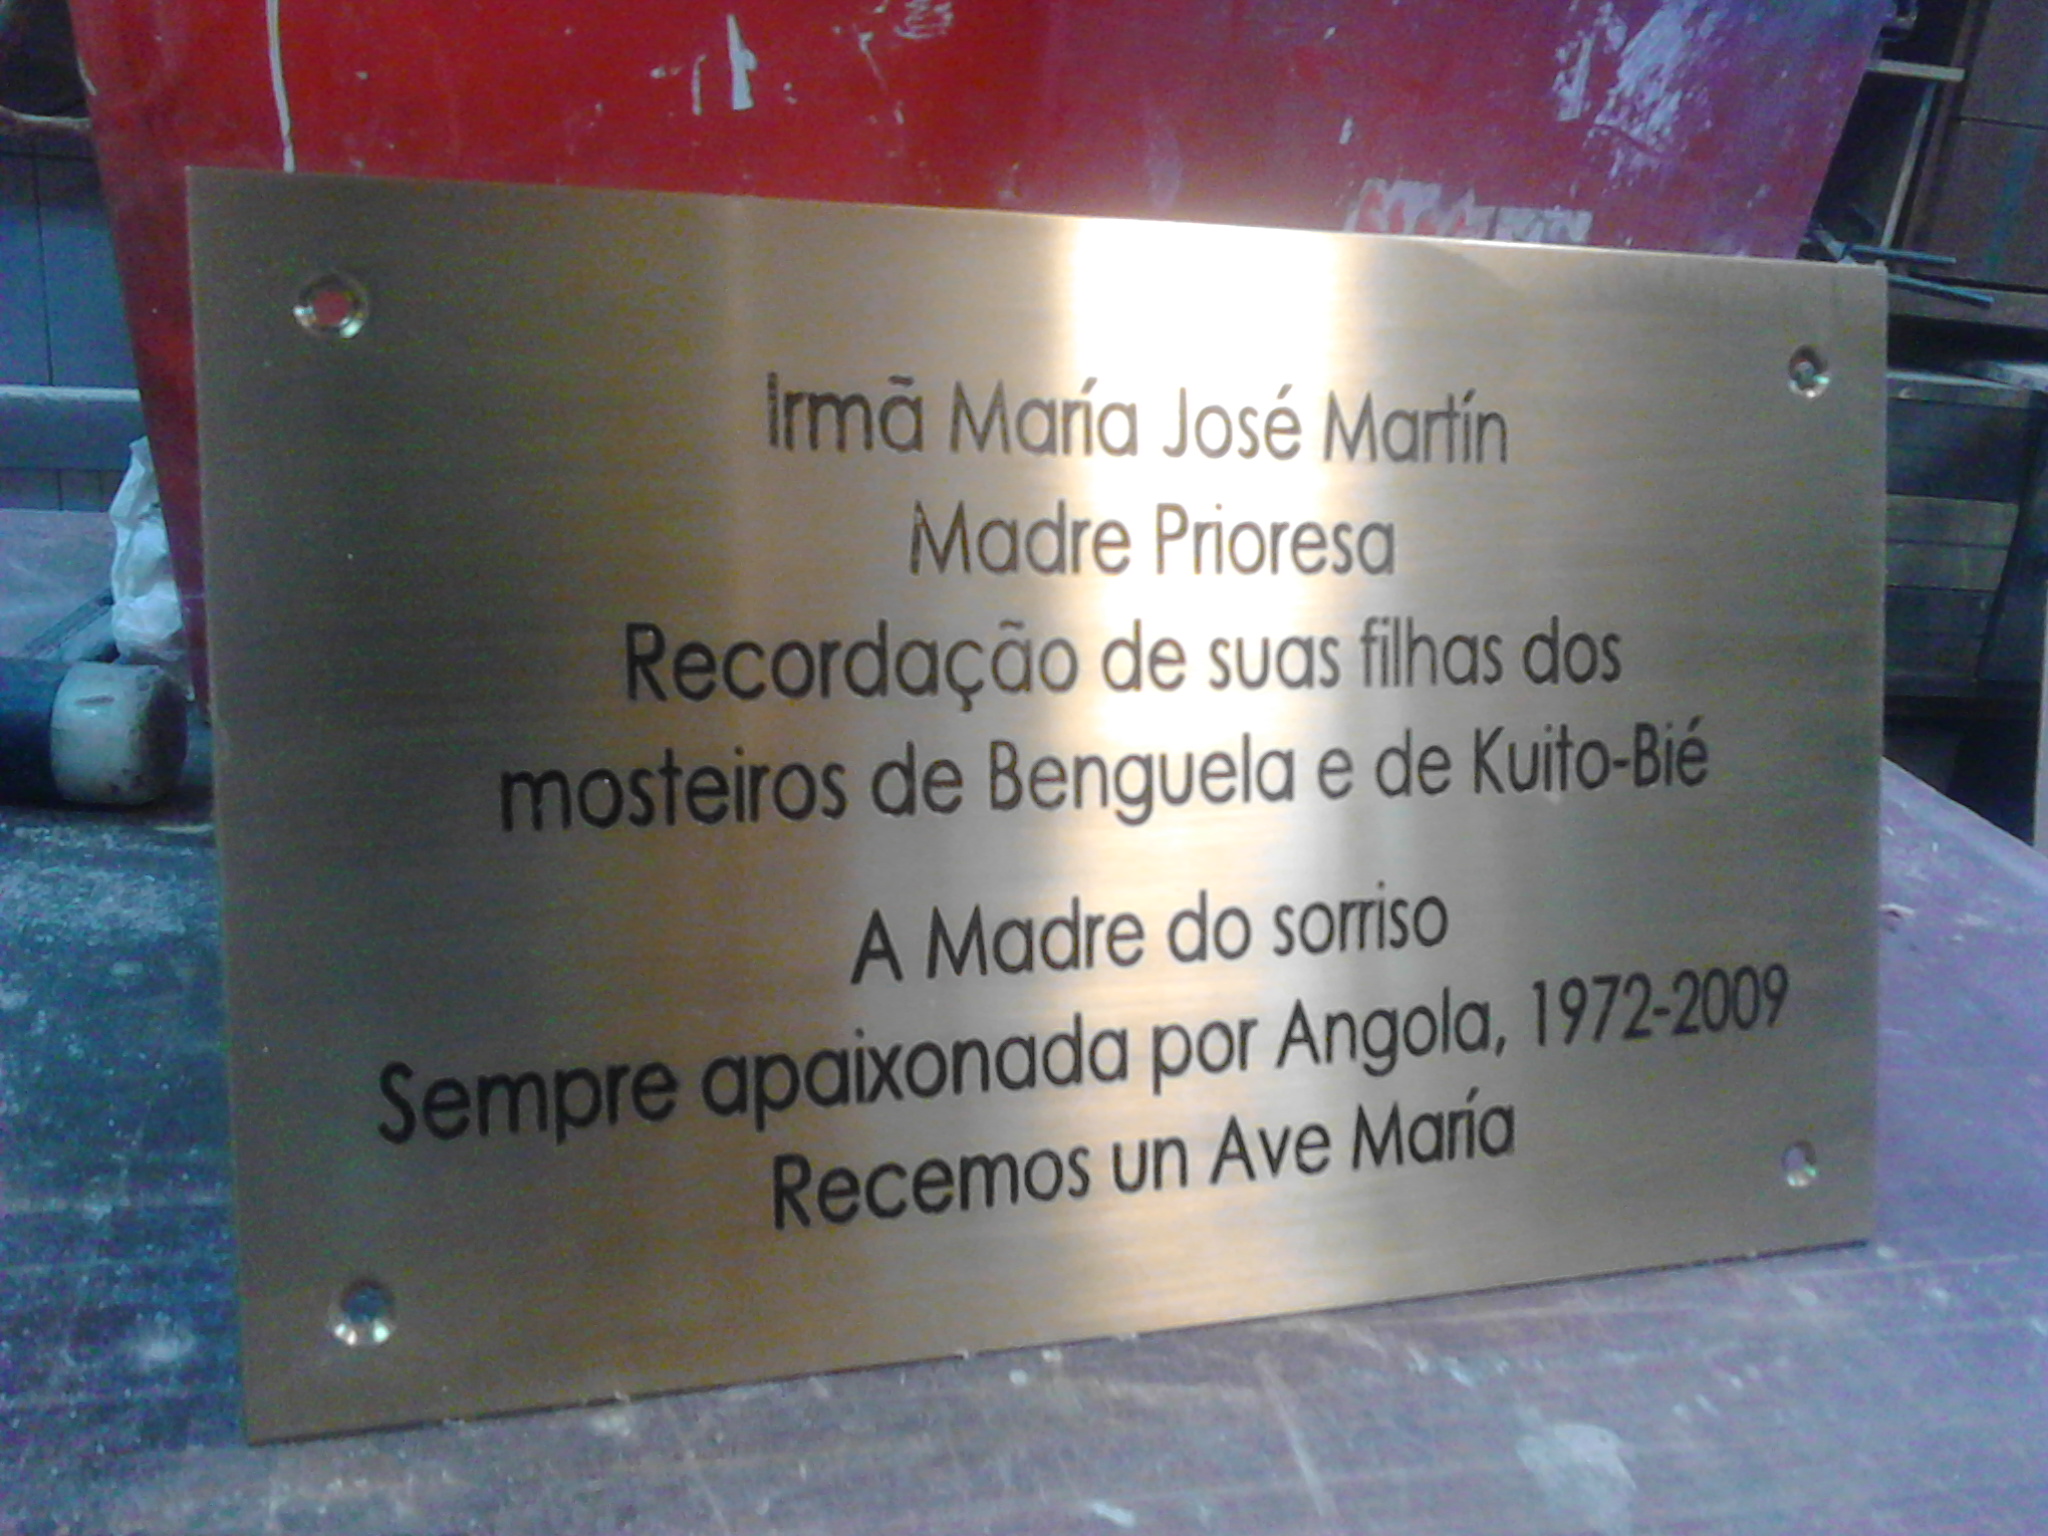 Irmã María José Martín
Madre Prioresa
Recordação de suas filhas dos
mosteiros de Benguela e de Kuito-Bié
A Madre do sorriso
Sempre apaixonada por Angola, 1972-2009
Recemos un Ave María